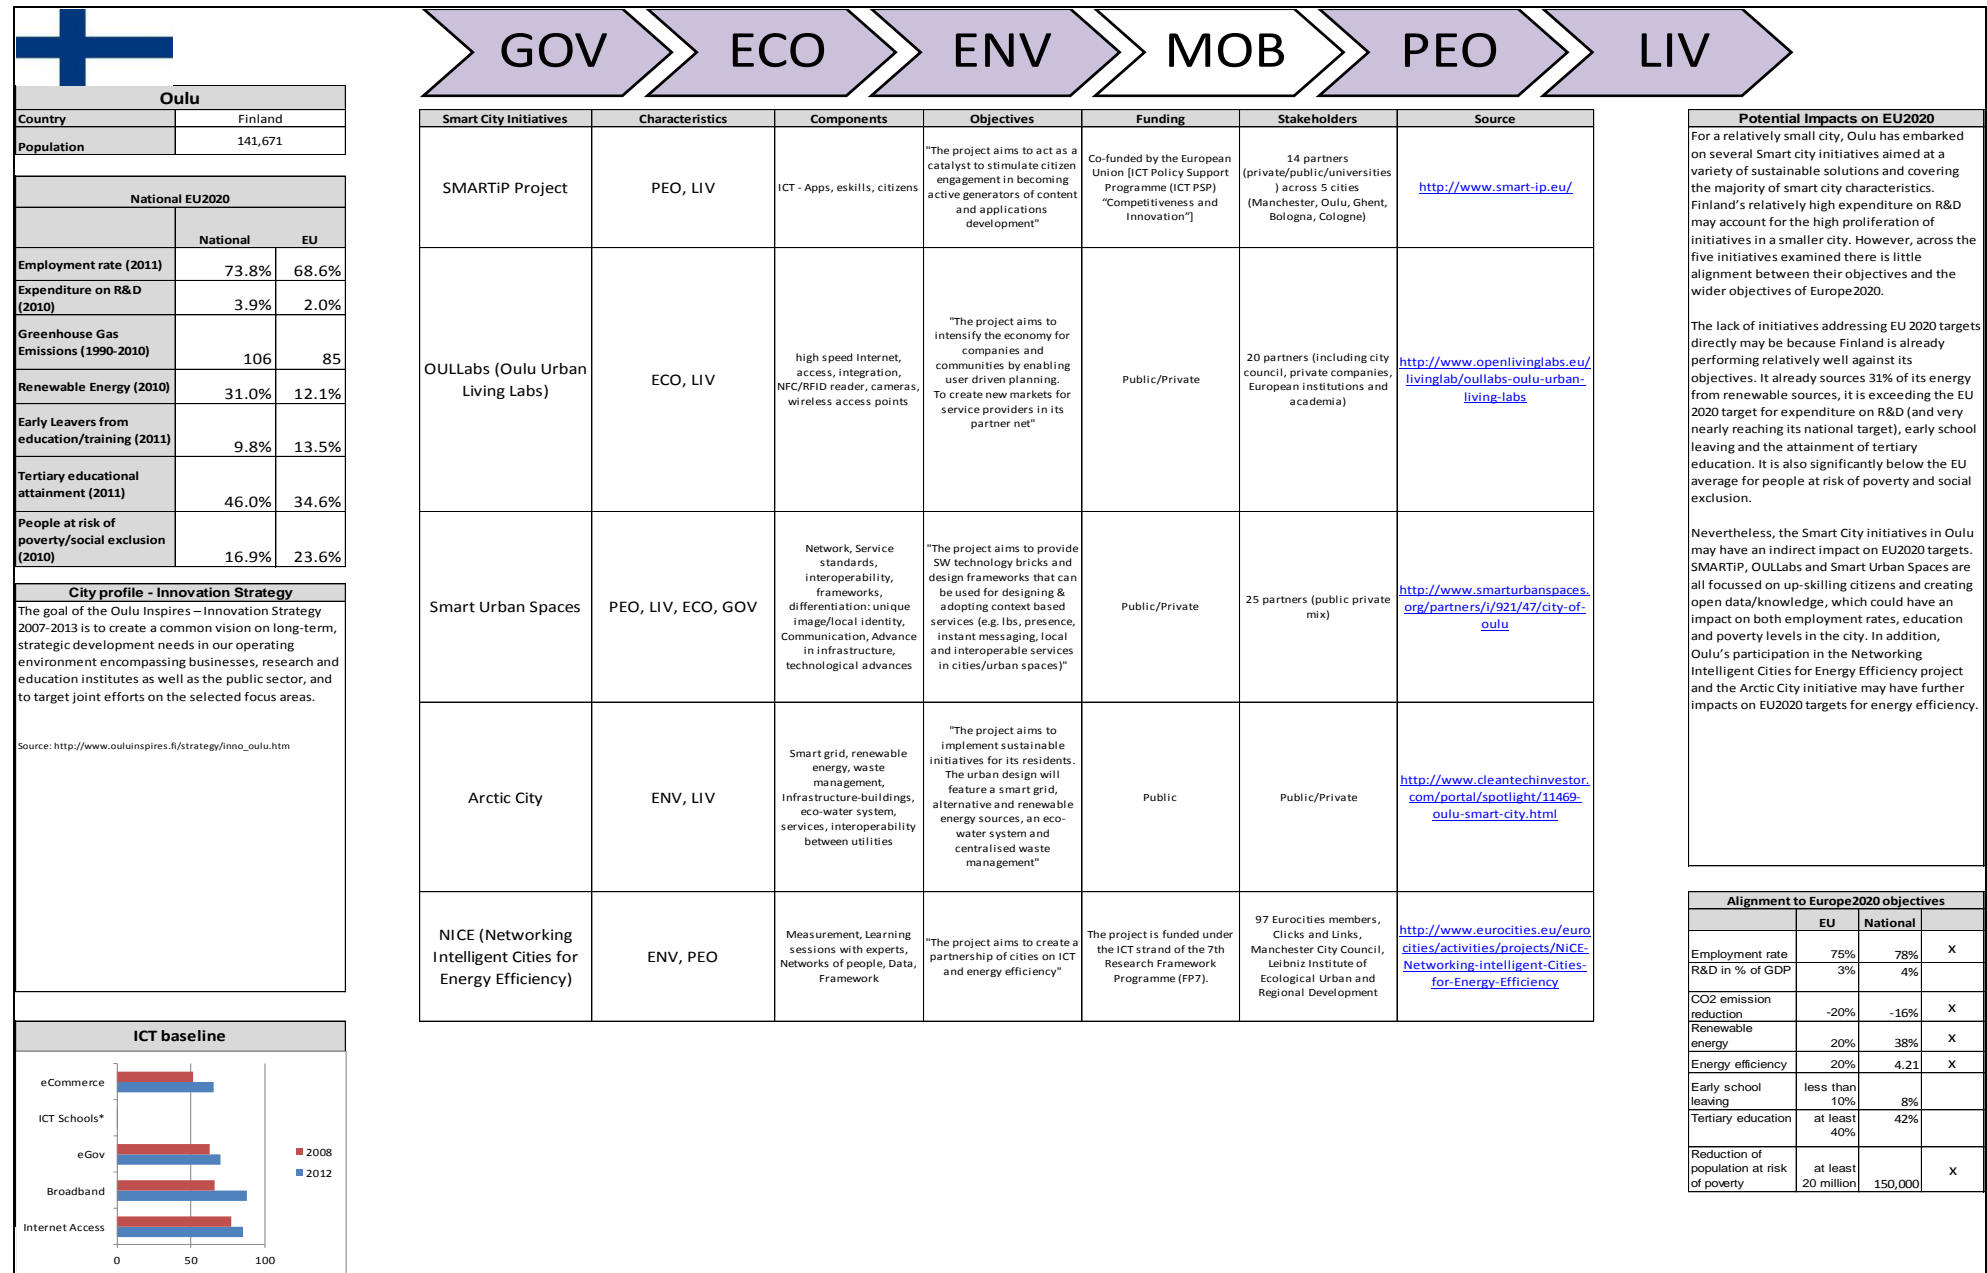 GOV
ECO
ENV
MOB
PEO
LIV
Oulu
Country
Finland
Population
141,671
National EU2020
National
EU
Employment rate (2011)
73.8%
68.6%
Expenditure on R&D
(2010)
3.9%
2.0%
Greenhouse Gas
Emissions (1990-2010)
106
85
Renewable Energy (2010)
31.0%
12.1%
Early Leavers from
education/training (2011)
9.8%
13.5%
Tertiary educational
attainment (2011)
46.0%
34.6%
People at risk of
poverty/social exclusion
(2010)
16.9%
23.6%
City profile - Innovation Strategy
The goal of the Oulu Inspires – Innovation Strategy
2007-2013 is to create a common vision on long-term,
strategic development needs in our operating
environment encompassing businesses, research and
education institutes as well as the public sector, and
to target joint efforts on the selected focus areas.
Source: http://www.ouluinspires.fi/strategy/inno_oulu.htm
ICT baseline
eCommerce
ICT Schools*
eGov
Broadband
Internet Access
0
50
100
2008
2012
Smart City Initiatives
Characteristics
Components
Objectives
Funding
Stakeholders
Source
SMARTiP Project
PEO, LIV
ICT - Apps, eskills, citizens
"The project aims to act as a
catalyst to stimulate citizen
engagement in becoming
active generators of content
and applications
development"
Co-funded by the European
Union [ICT Policy Support
Programme (ICT PSP)
“Competitiveness and
Innovation”]
14 partners
(private/public/universities
) across 5 cities
(Manchester, Oulu, Ghent,
Bologna, Cologne)
http://www.smart-ip.eu/
OULLabs (Oulu Urban
Living Labs)
ECO, LIV
high speed Internet,
access, integration,
NFC/RFID reader, cameras,
wireless access points
"The project aims to
intensify the economy for
companies and
communities by enabling
user driven planning.
To create new markets for
service providers in its
partner net"
Public/Private
20 partners (including city
council, private companies,
European institutions and
academia)
http://www.openlivinglabs.eu/
livinglab/oullabs-oulu-urban-
living-labs
Smart Urban Spaces
PEO, LIV, ECO, GOV
Network, Service
standards,
interoperability,
frameworks,
differentiation: unique
image/local identity,
Communication, Advance
in infrastructure,
technological advances
"The project aims to provide
SW technology bricks and
design frameworks that can
be used for designing &
adopting context based
services (e.g. lbs, presence,
instant messaging, local
and interoperable services
in cities/urban spaces)"
Public/Private
25 partners (public private
mix)
http://www.smarturbanspaces.
org/partners/i/921/47/city-of-
oulu
Arctic City
ENV, LIV
Smart grid, renewable
energy, waste
management,
Infrastructure-buildings,
eco-water system,
services, interoperability
between utilities
"The project aims to
implement sustainable
initiatives for its residents.
The urban design will
feature a smart grid,
alternative and renewable
energy sources, an eco-
water system and
centralised waste
management"
Public
Public/Private
http://www.cleantechinvestor.
com/portal/spotlight/11469-
oulu-smart-city.html
NICE (Networking
Intelligent Cities for
Energy Efficiency)
ENV, PEO
Measurement, Learning
sessions with experts,
Networks of people, Data,
Framework
"The project aims to create a
partnership of cities on ICT
and energy efficiency"
The project is funded under
the ICT strand of the 7th
Research Framework
Programme (FP7).
97 Eurocities members,
Clicks and Links,
Manchester City Council,
Leibniz Institute of
Ecological Urban and
Regional Development
http://www.eurocities.eu/euro
cities/activities/projects/NiCE-
Networking-intelligent-Cities-
for-Energy-Efficiency
Potential Impacts on EU2020
For a relatively small city, Oulu has embarked
on several Smart city initiatives aimed at a
variety of sustainable solutions and covering
the majority of smart city characteristics.
Finland’s relatively high expenditure on R&D
may account for the high proliferation of
initiatives in a smaller city. However, across the
five initiatives examined there is little
alignment between their objectives and the
wider objectives of Europe2020.
The lack of initiatives addressing EU 2020 targets
directly may be because Finland is already
performing relatively well against its
objectives. It already sources 31% of its energy
from renewable sources, it is exceeding the EU
2020 target for expenditure on R&D (and very
nearly reaching its national target), early school
leaving and the attainment of tertiary
education. It is also significantly below the EU
average for people at risk of poverty and social
exclusion.
Nevertheless, the Smart City initiatives in Oulu
may have an indirect impact on EU2020 targets.
SMARTiP, OULLabs and Smart Urban Spaces are
all focussed on up-skilling citizens and creating
open data/knowledge, which could have an
impact on both employment rates, education
and poverty levels in the city. In addition,
Oulu’s participation in the Networking
Intelligent Cities for Energy Efficiency project
and the Arctic City initiative may have further
impacts on EU2020 targets for energy efficiency.
Alignment to Europe2020 objectives
EU
National
Employment rate
75%
78%
X
R&D in % of GDP
3%
4%
CO2 emission
reduction
-20%
-16%
X
Renewable
energy
20%
38%
X
Energy efficiency
20%
4.21
X
Early school
leaving
less than
10%
8%
Tertiary education
at least
40%
42%
Reduction of
population at risk
of poverty
at least
20 million
150,000
X